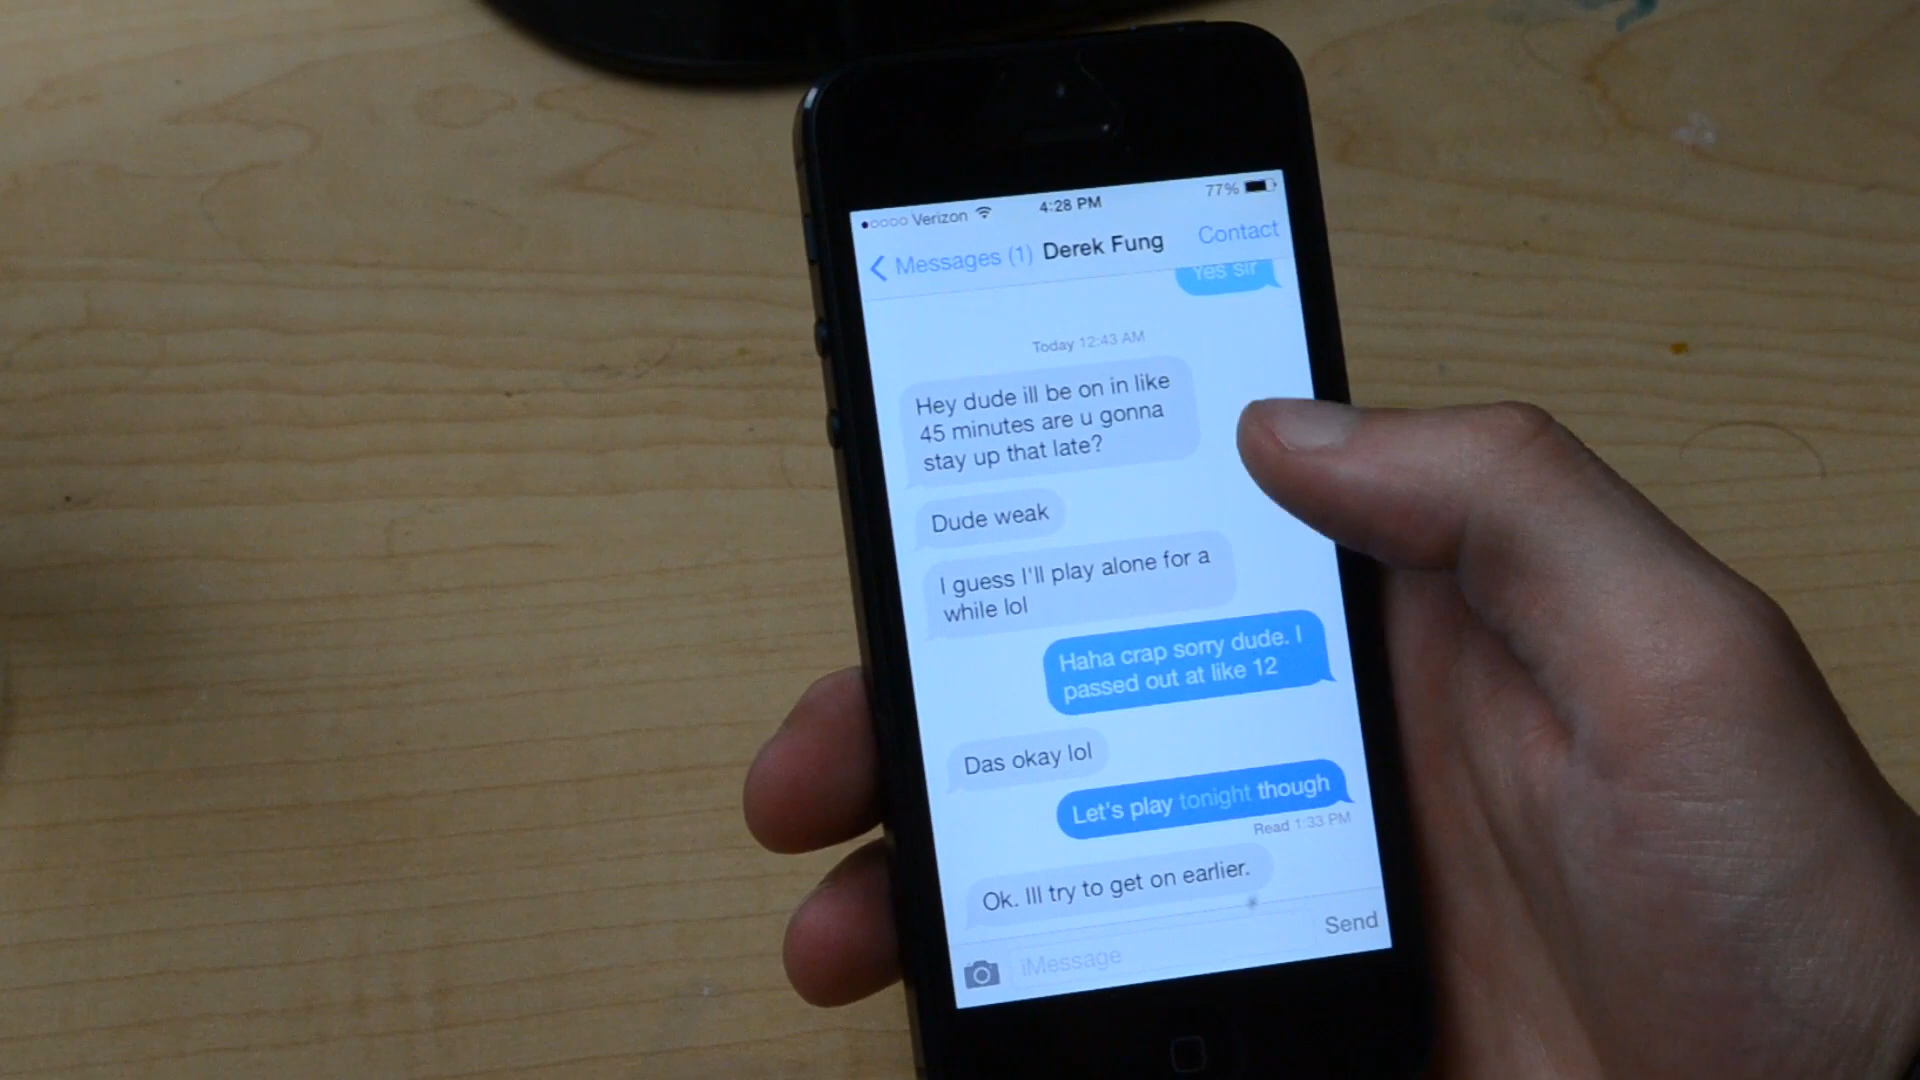 Verizon 4:28 PM 77%
Messages (1) Derek Fung Contact
Yes sir
Today 12:43 AM
Hey dude ill be on in like
45 minutes are u gonna
stay up that late?
Dude weak
I guess I'll play alone for a
while lol
Haha crap sorry dude. I
passed out at like 12
Das okay lol
Let's play tonight though
Read 1:33 PM
Ok. Ill try to get on earlier.
iMessage Send